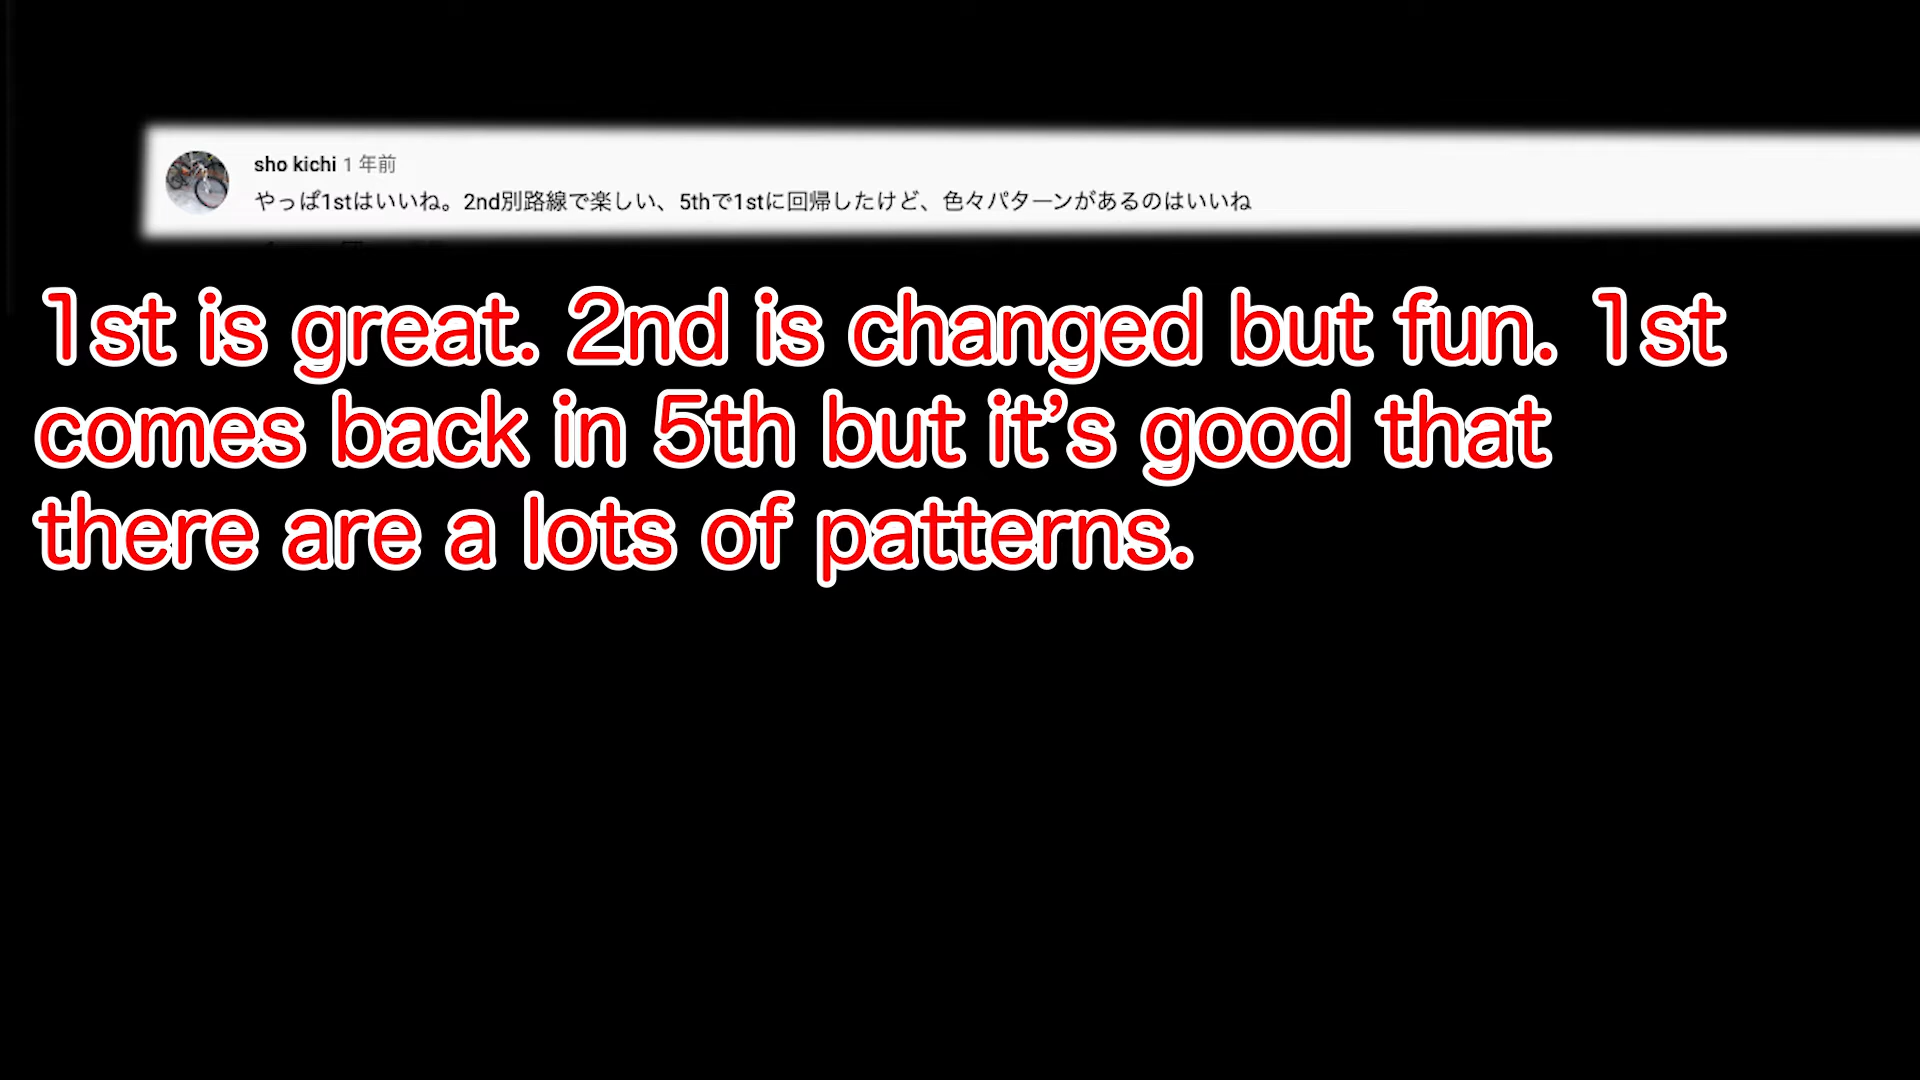 sho kichi 1 年前
やっぱ1stはいいね。2nd別路線で楽しい、5thで1stに回帰したけど、色々パターンがあるのはいいね
1st is great. 2nd is changed but fun. 1st
comes back in 5th but it’s good that
there are a lots of patterns.